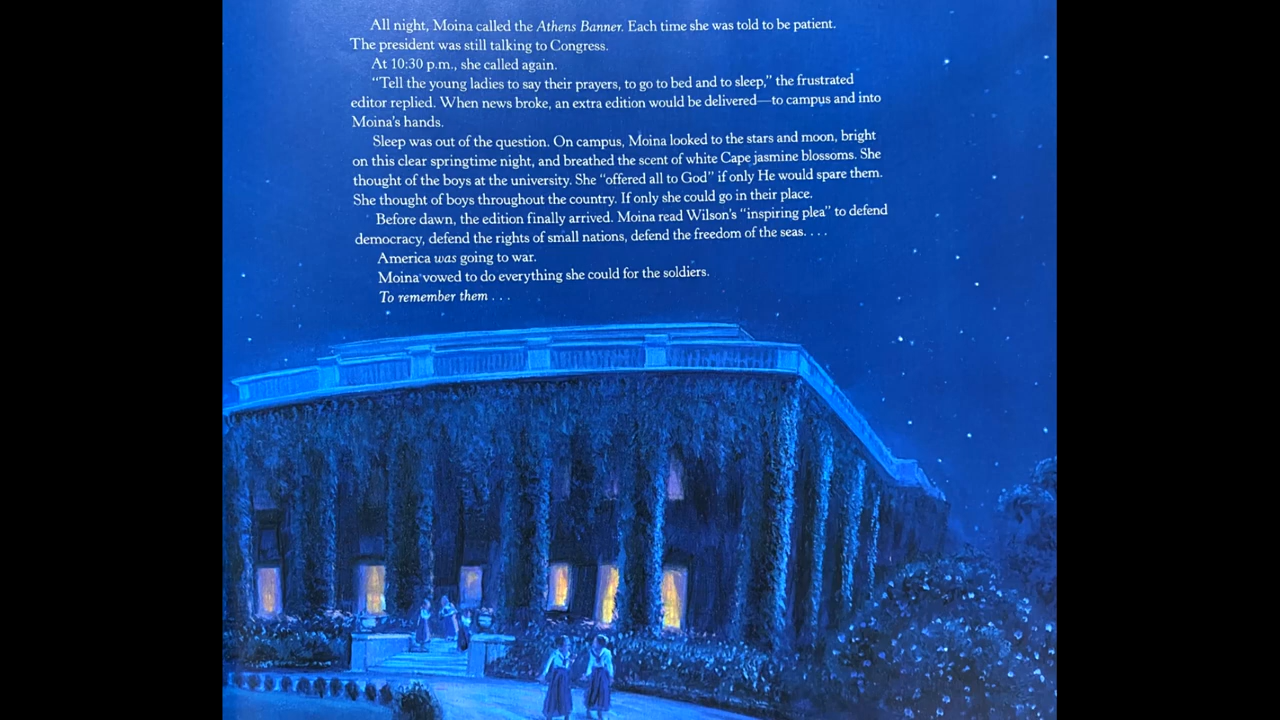 All night, Moina called the Athens Banner. Each time she was told to be patient.
The president was still talking to Congress.
At 10:30 p.m., she called again.
“Tell the young ladies to say their prayers, to go to bed and to sleep,” the frustrated
editor replied. When news broke, an extra edition would be delivered—to campus and into
Moina’s hands.
Sleep was out of the question. On campus, Moina looked to the stars and moon, bright
on this clear springtime night, and breathed the scent of white Cape jasmine blossoms. She
thought of the boys at the university. She “offered all to God” if only He would spare them.
She thought of boys throughout the country. If only she could go in their place.
Before dawn, the edition finally arrived. Moina read Wilson’s “inspiring plea” to defend
democracy, defend the rights of small nations, defend the freedom of the seas. . . .
America was going to war.
Moina vowed to do everything she could for the soldiers.
To remember them . . .